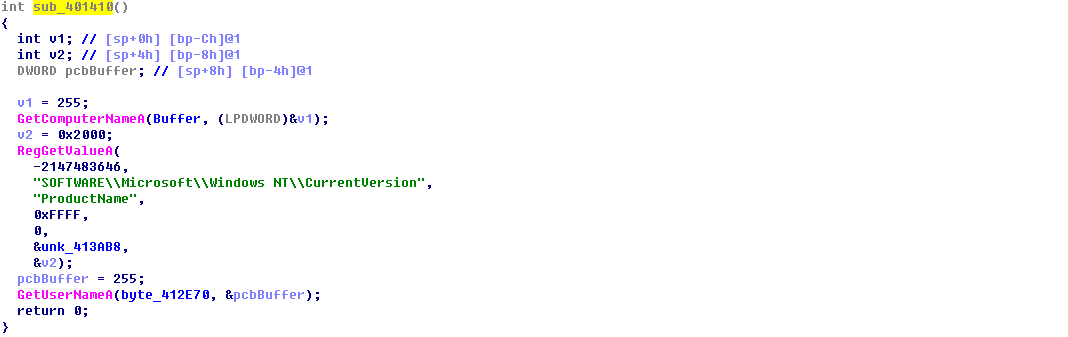 int sub_401410()
{
  int v1; // [sp+0h] [bp-Ch]@1
  int v2; // [sp+4h] [bp-8h]@1
  DWORD pcbBuffer; // [sp+8h] [bp-4h]@1

  v1 = 255;
  GetComputerNameA(Buffer, (LPDWORD)&v1);
  v2 = 0x2000;
  RegGetValueA(
    -2147483646,
    "SOFTWARE\\Microsoft\\Windows NT\\CurrentVersion",
    "ProductName",
    0xFFFF,
    0,
    &unk_413AB8,
    &v2);
  pcbBuffer = 255;
  GetUserNameA(byte_412E70, &pcbBuffer);
  return 0;
}